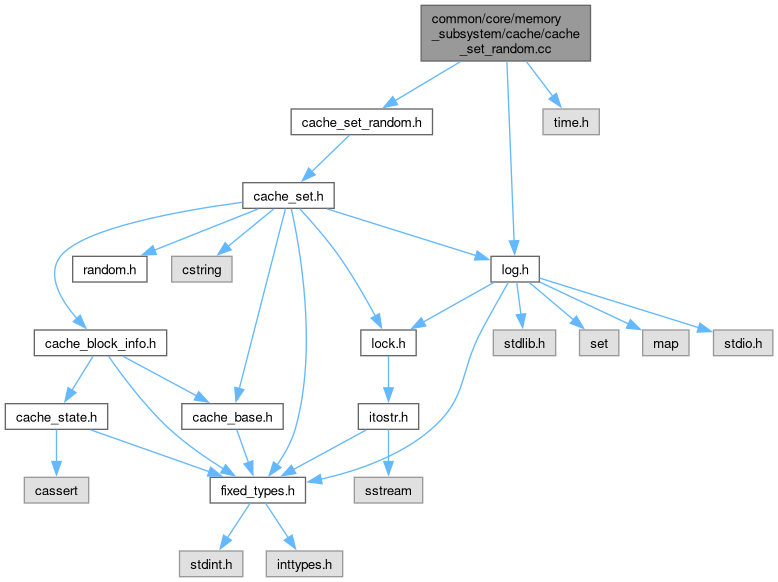 common/core/memory
_subsystem/cache/cache
_set_random.cc
cache_set_random.h
time.h
cache_set.h
random.h
cstring
log.h
cache_block_info.h
lock.h
stdlib.h
set
map
stdio.h
cache_state.h
cache_base.h
itostr.h
cassert
fixed_types.h
sstream
stdint.h
inttypes.h